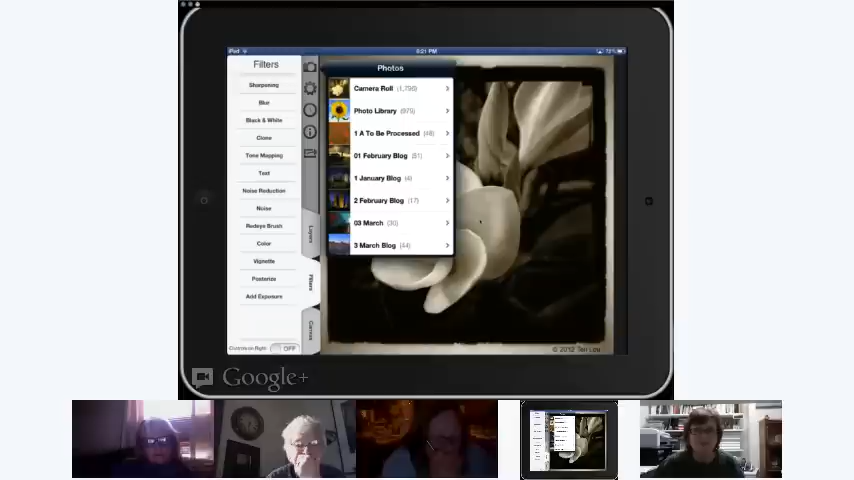 iPad
6:21 PM
72%
Filters
Sharpening
Blur
Black & White
Clone
Tone Mapping
Text
Noise Reduction
Noise
Redeye Brush
Color
Vignette
Posterize
Add Exposure
Controls on Right:
OFF
Layers
Filters
Canvas
Photos
Camera Roll (1,756)
Photo Library (975)
1 A To Be Processed (48)
01 February Blog (51)
1 January Blog (4)
2 February Blog (17)
03 March (30)
3 March Blog (44)
© 2012 Teri Lou
Google+